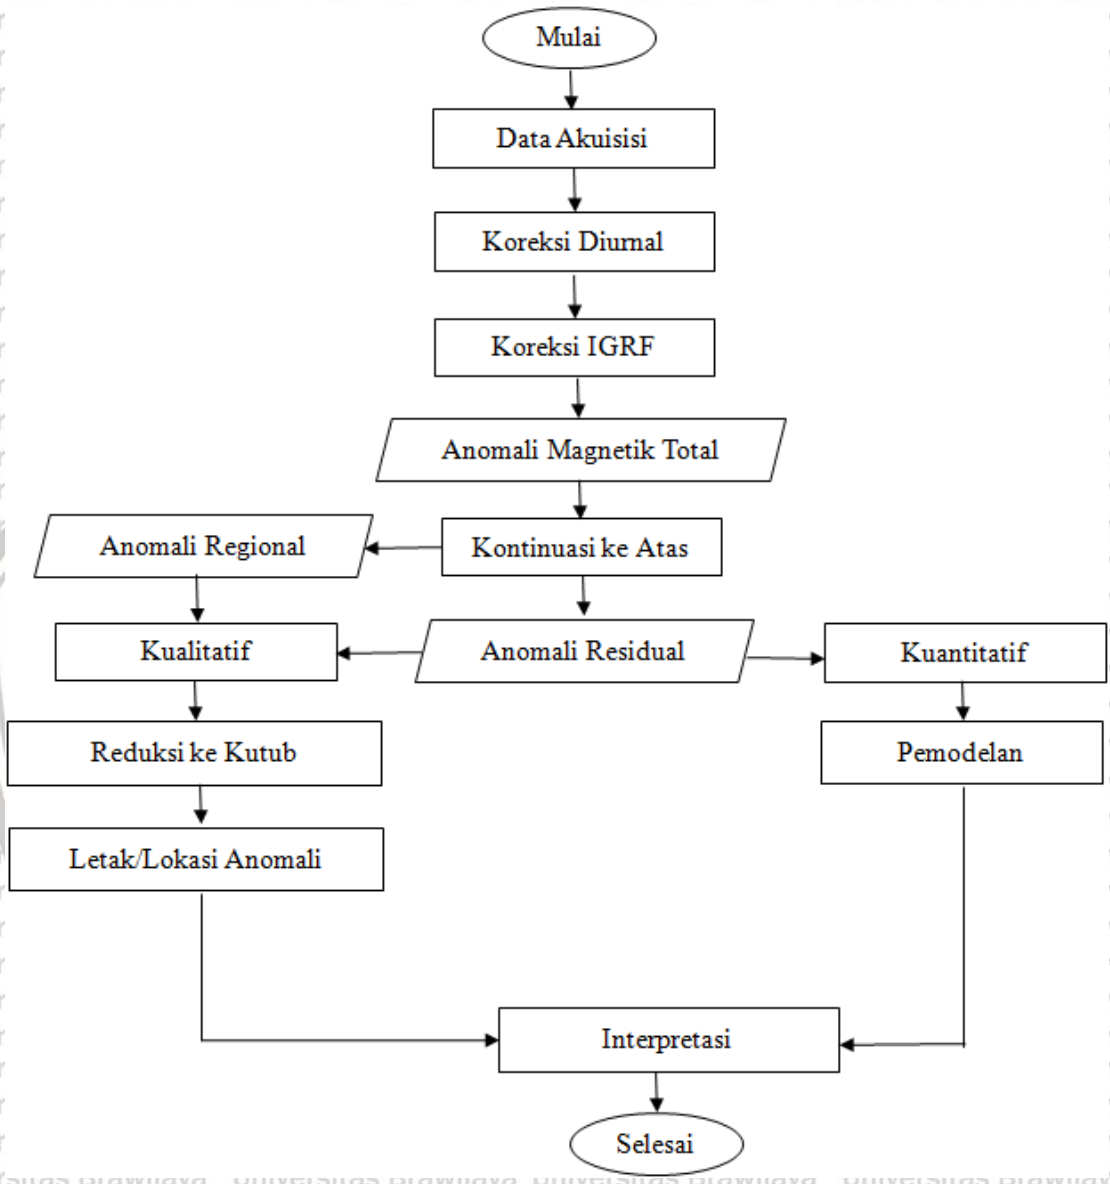 Mulai
Data Akuisisi
Koreksi Diurnal
Koreksi IGRF
Anomali Magnetik Total
Anomali Regional
Kontinuasi ke Atas
Kualitatif
Anomali Residual
Kuantitatif
Reduksi ke Kutub
Pemodelan
Letak/Lokasi Anomali
Interpretasi
Selesai